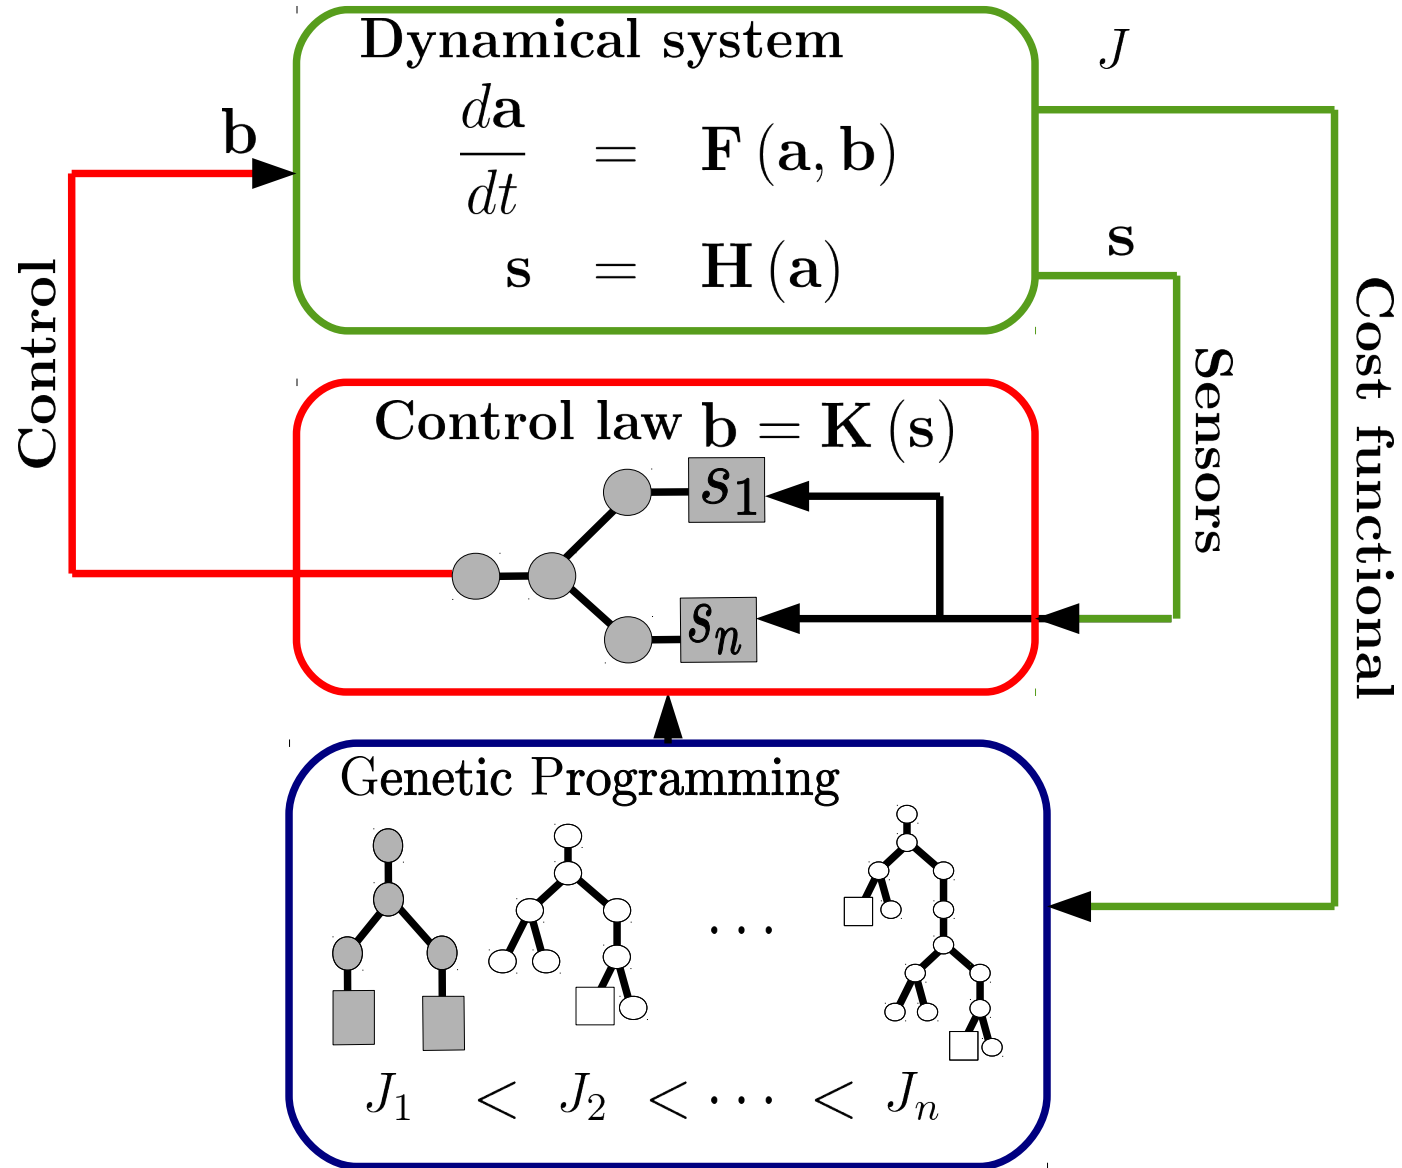 Dynamical system
J
b
da/dt = F (a, b)
s = H (a)
s
Control
Sensors
Cost functional
Control law b = K (s)
s₁
sₙ
Genetic Programming
···
J₁ < J₂ < ··· < Jₙ